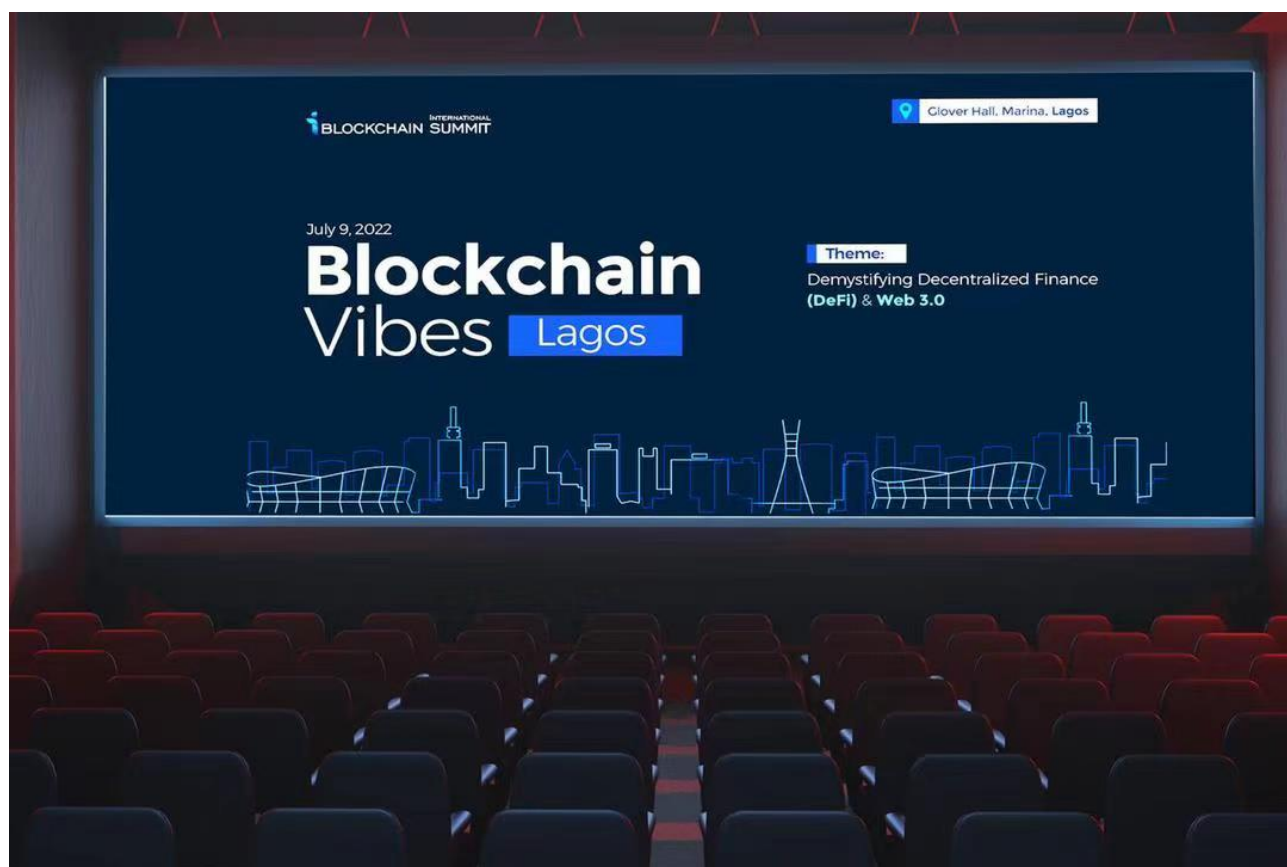 BLOCKCHAIN INTERNATIONAL SUMMIT
Glover Hall, Marina, Lagos
July 9, 2022
Blockchain
Vibes Lagos
Theme:
Demystifying Decentralized Finance
(DeFi) & Web 3.0